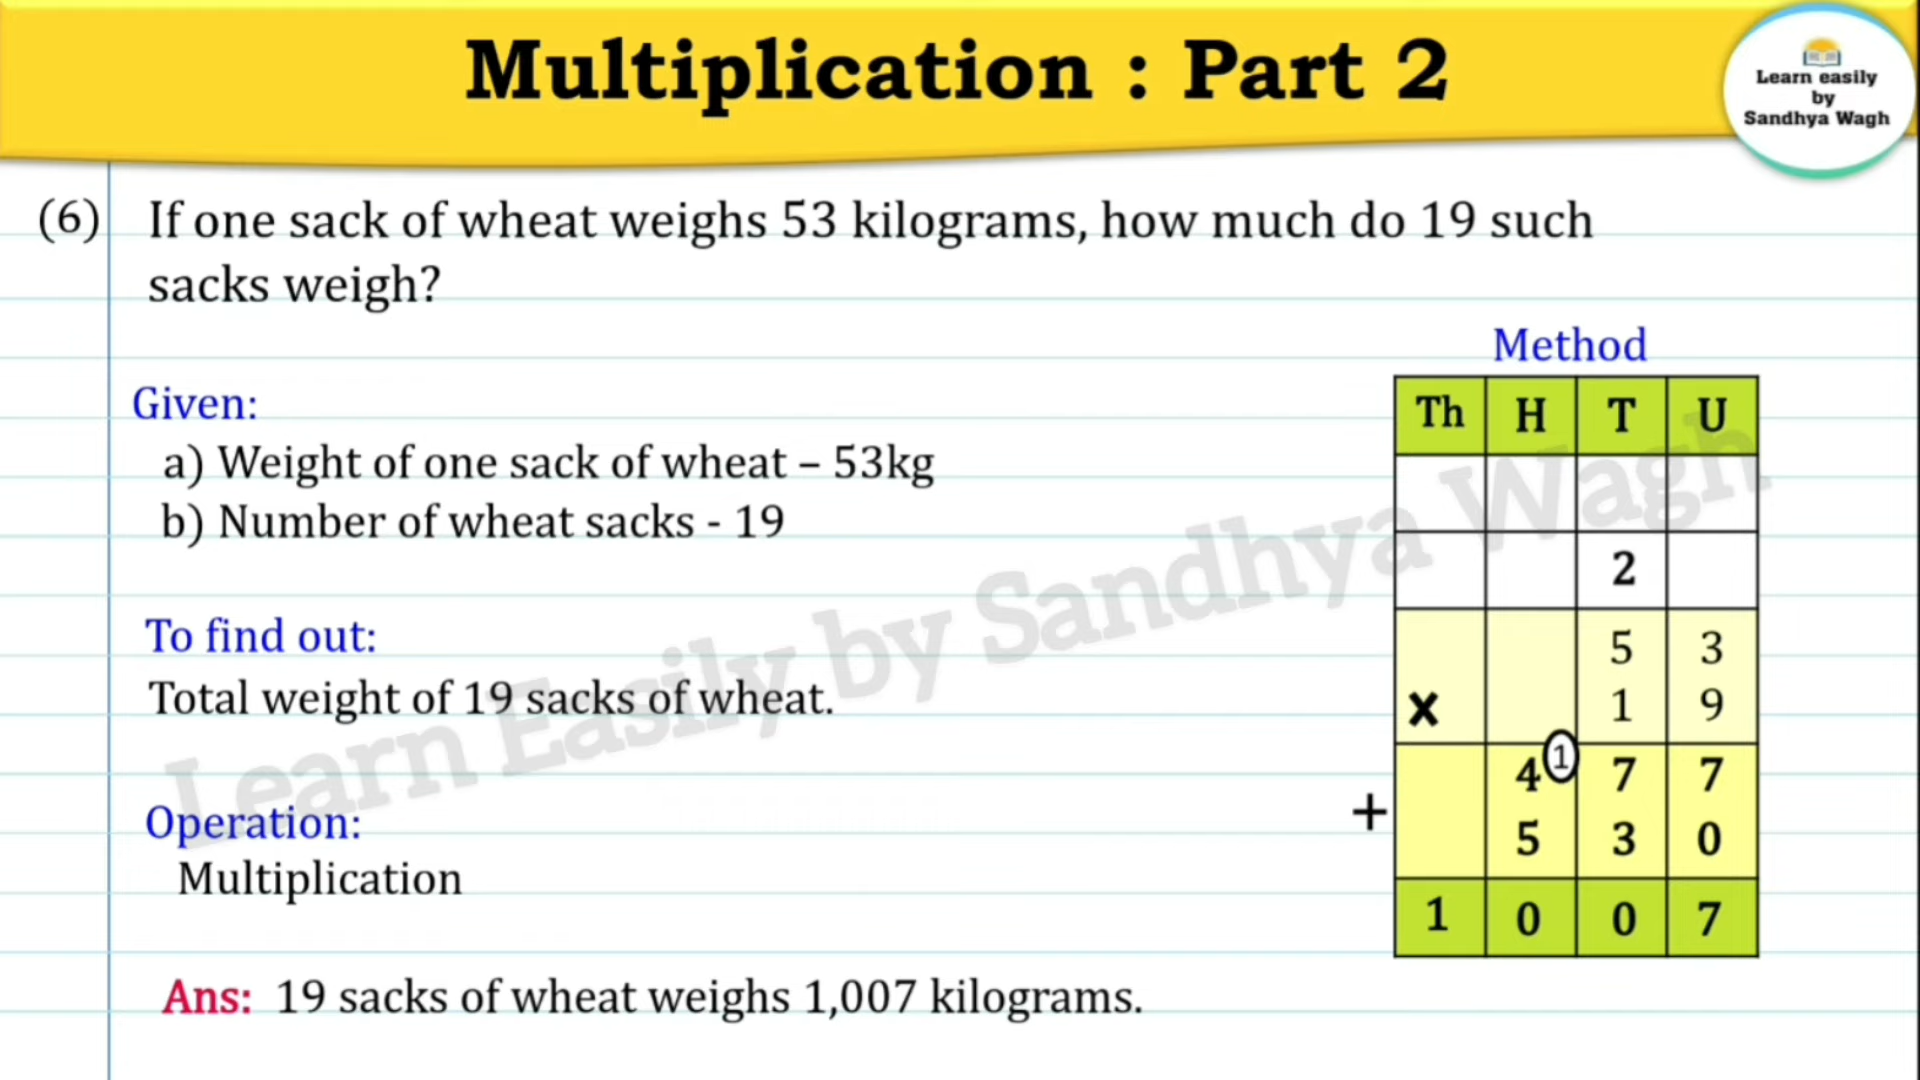 Multiplication : Part 2
Learn easily
by
Sandhya Wagh
(6) If one sack of wheat weighs 53 kilograms, how much do 19 such
sacks weigh?
Given:
a) Weight of one sack of wheat – 53kg
b) Number of wheat sacks - 19
To find out:
Total weight of 19 sacks of wheat.
Operation:
Multiplication
Ans: 19 sacks of wheat weighs 1,007 kilograms.
Method
Th H T U
2
5 3
x 1 9
4 1 7 7
+ 5 3 0
1 0 0 7
Learn Easily by Sandhya Wagh